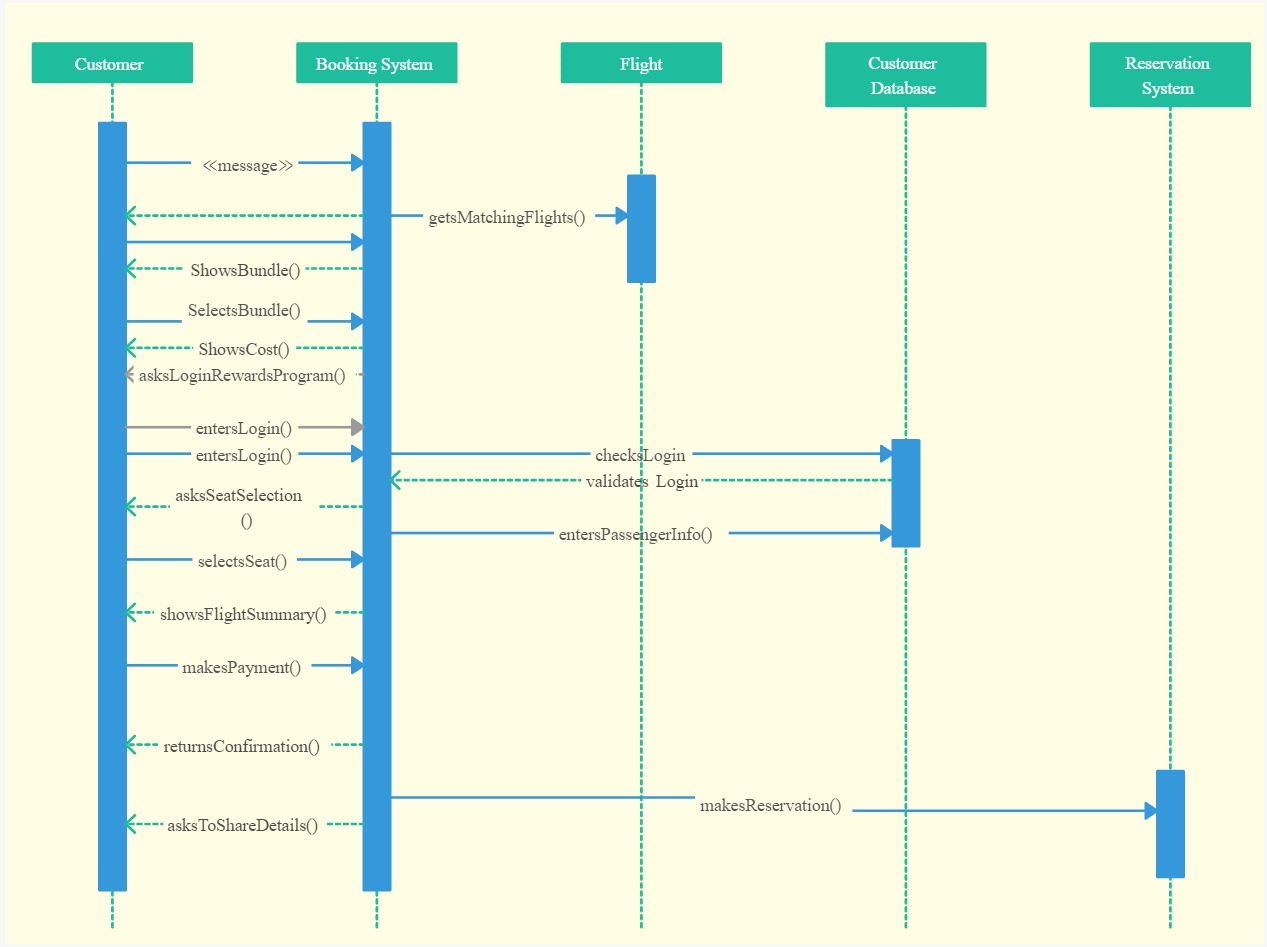 Customer
Booking System
Flight
Customer
Database
Reservation
System
≪message≫
getsMatchingFlights()
ShowsBundle()
SelectsBundle()
ShowsCost()
asksLoginRewardsProgram()
entersLogin()
entersLogin()
checksLogin
validates Login
asksSeatSelection
()
entersPassengerInfo()
selectsSeat()
showsFlightSummary()
makesPayment()
returnsConfirmation()
makesReservation()
asksToShareDetails()